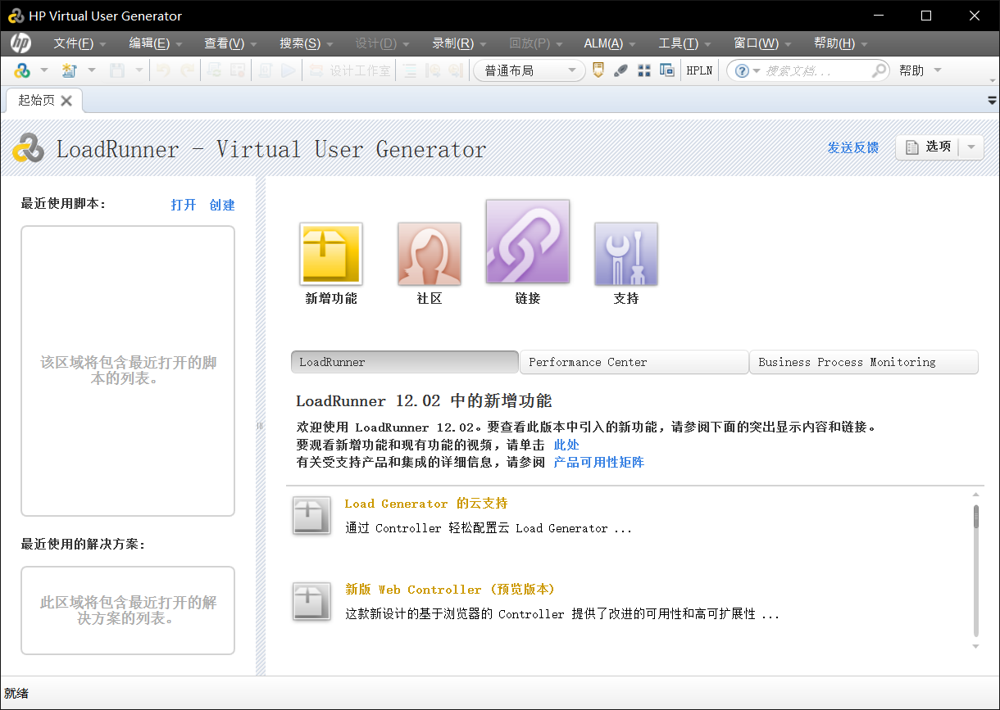 HP Virtual User Generator
hp 文件(F) 编辑(E) 查看(V) 搜索(S) 设计(D) 录制(R) 回放(P) ALM(A) 工具(T) 窗口(W) 帮助(H)
设计工作室 普通布局 HPLN 搜索文档... 帮助
起始页
LoadRunner - Virtual User Generator
发送反馈 选项
最近使用脚本: 打开 创建
该区域将包含最近打开的脚
本的列表。
最近使用的解决方案:
此区域将包含最近打开的解
决方案的列表。
新增功能 社区 链接 支持
LoadRunner Performance Center Business Process Monitoring
LoadRunner 12.02 中的新增功能
欢迎使用 LoadRunner 12.02。要查看此版本中引入的新功能，请参阅下面的突出显示内容和链接。
要观看新增功能和现有功能的视频，请单击 此处
有关受支持产品和集成的详细信息，请参阅 产品可用性矩阵
Load Generator 的云支持
通过 Controller 轻松配置云 Load Generator ...
新版 Web Controller (预览版本)
这款新设计的基于浏览器的 Controller 提供了改进的可用性和高可扩展性 ...
就绪